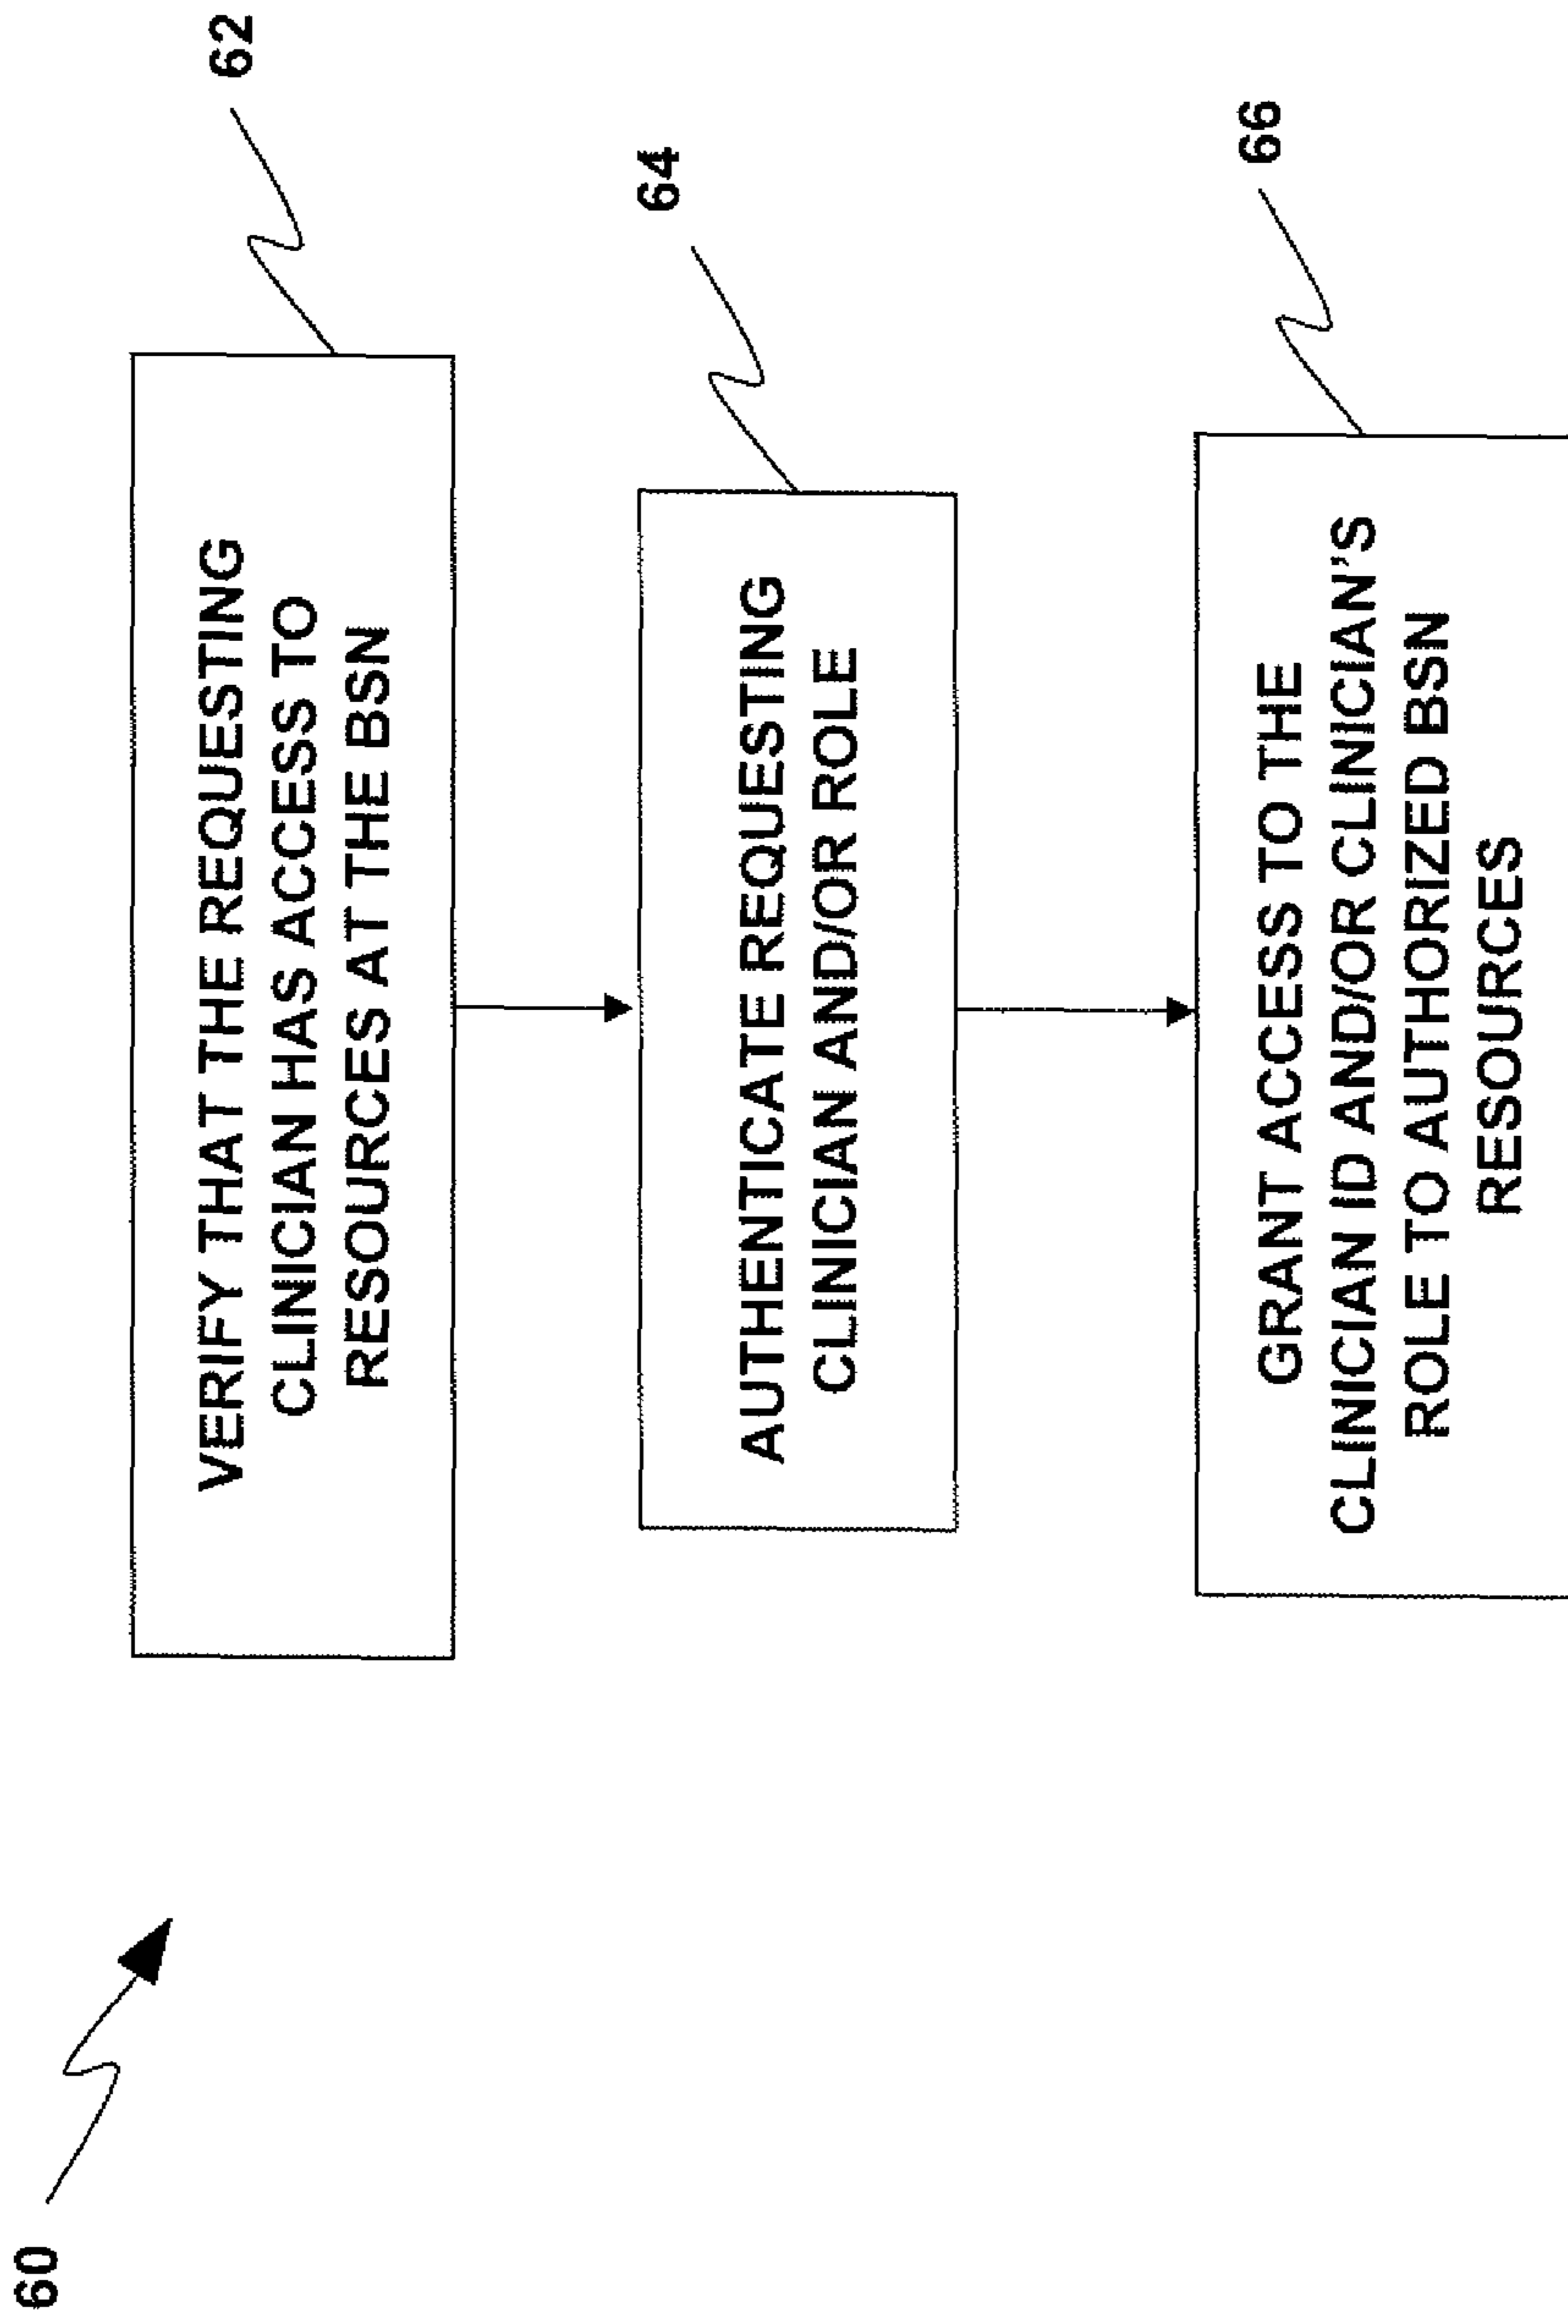 60
VERIFY THAT THE REQUESTING
CLINICIAN HAS ACCESS TO
RESOURCES AT THE BSN
62
AUTHENTICATE REQUESTING
CLINICIAN AND/OR ROLE
64
GRANT ACCESS TO THE
CLINICIAN ID AND/OR CLINICIAN'S
ROLE TO AUTHORIZED BSN
RESOURCES
66